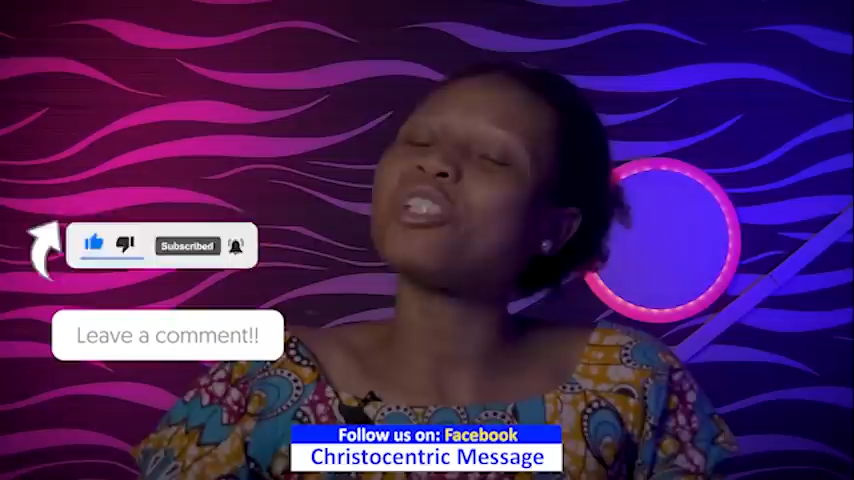 Subscribed
Leave a comment!!
Follow us on: Facebook
Christocentric Message